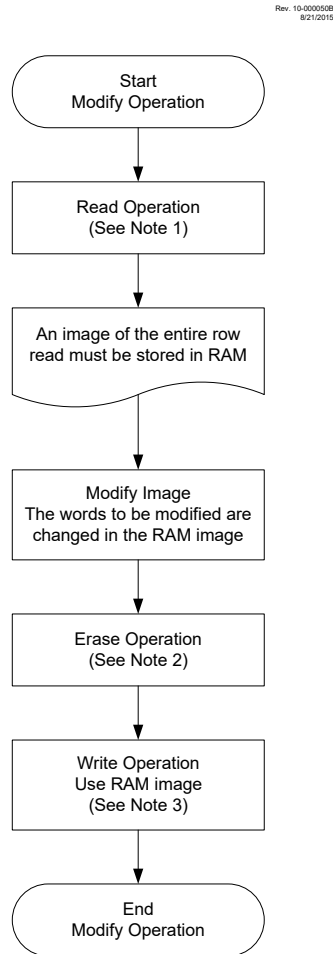 Rev. 10-000050B
8/21/2015
Start
Modify Operation
Read Operation
(See Note 1)
An image of the entire row
read must be stored in RAM
Modify Image
The words to be modified are
changed in the RAM image
Erase Operation
(See Note 2)
Write Operation
Use RAM image
(See Note 3)
End
Modify Operation